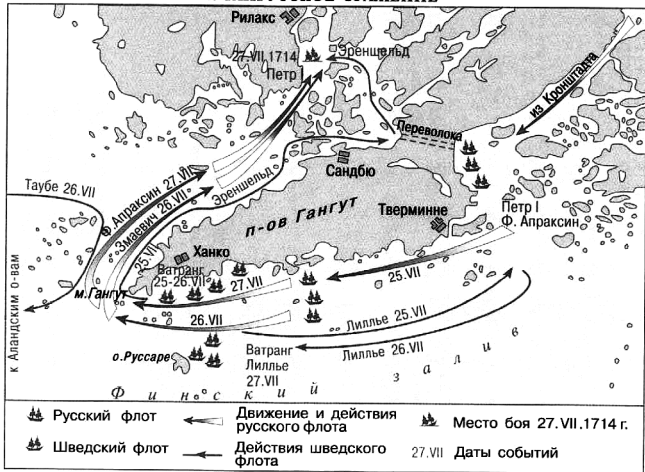 Рилакс
27.VII.1714
Петр I
Эреншельд
из Кронштадта
Переволока
Сандбю
Таубе 26.VII
Апраксин 27.VII
Змаевич 26.VII
Эреншельд
25.VII
п-ов Гангут
Тверминне
Петр I
Ф. Апраксин
Ханко
Ватранг
25-26.VII
м.Гангут
27.VII
25.VII
26.VII
Лиллье 25.VII
Лиллье 26.VII
Ватранг
Лиллье
27.VII
о.Руссаре
к Аландским о-вам
Финский залив
Русский флот
Движение и действия
русского флота
Место боя 27.VII.1714 г.
Шведский флот
Действия шведского
флота
27.VII Даты событий